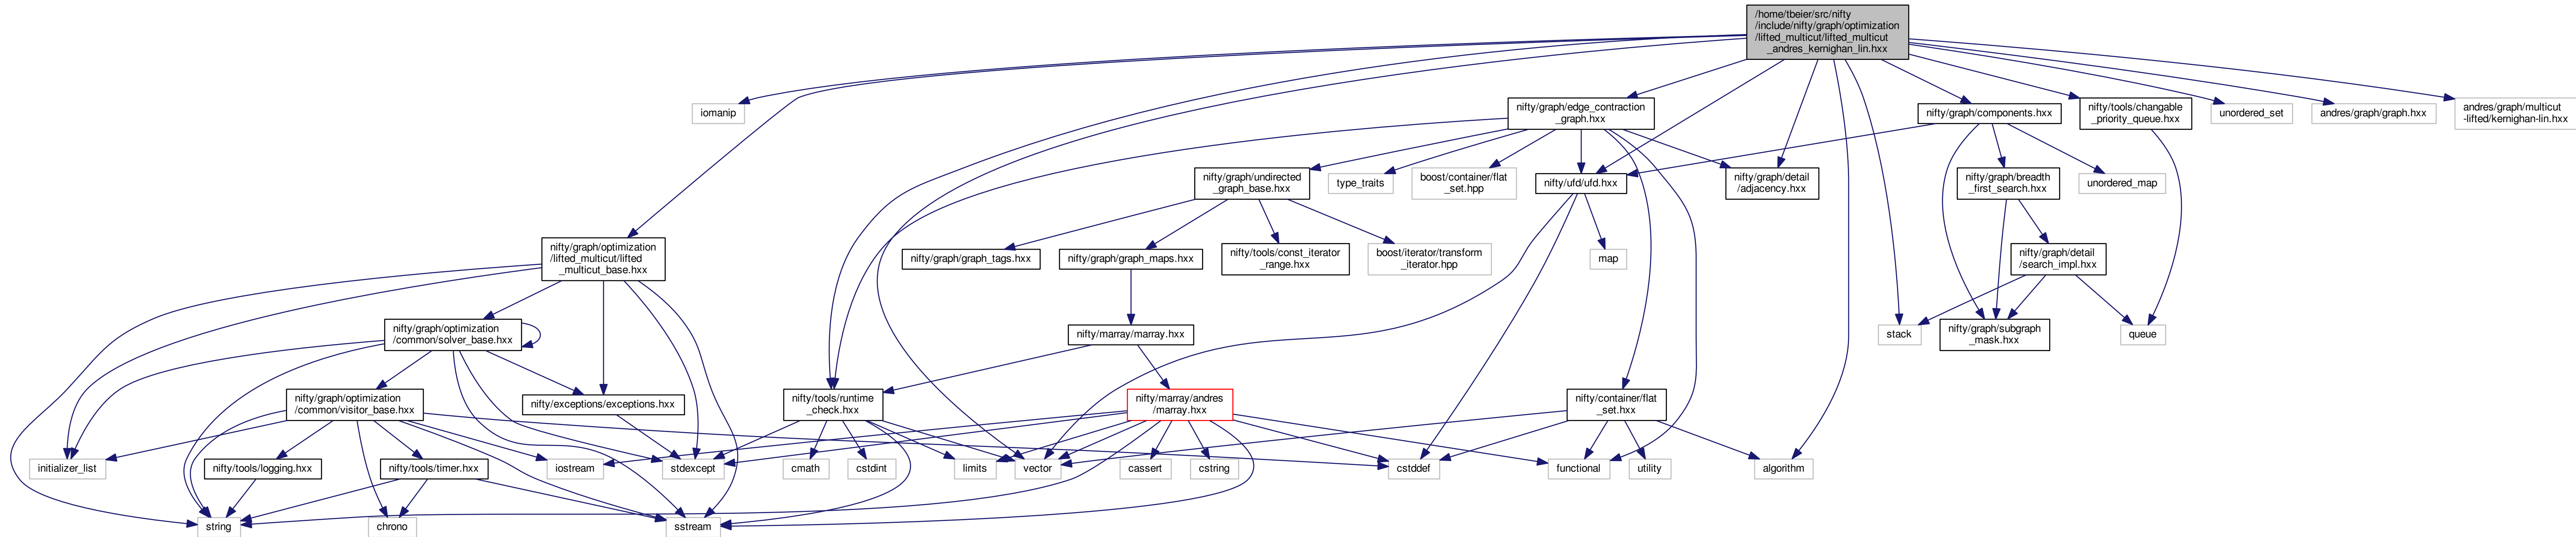 /home/tbeier/src/nifty
/include/nifty/graph/optimization
/lifted_multicut/lifted_multicut
_andres_kernighan_lin.hxx
iomanip
nifty/graph/edge_contraction
_graph.hxx
nifty/graph/components.hxx
nifty/tools/changable
_priority_queue.hxx
unordered_set
andres/graph/graph.hxx
andres/graph/multicut
-lifted/kernighan-lin.hxx
nifty/graph/undirected
_graph_base.hxx
type_traits
boost/container/flat
_set.hpp
nifty/ufd/ufd.hxx
nifty/graph/detail
/adjacency.hxx
nifty/graph/breadth
_first_search.hxx
unordered_map
nifty/graph/optimization
/lifted_multicut/lifted
_multicut_base.hxx
nifty/graph/graph_tags.hxx
nifty/graph/graph_maps.hxx
nifty/tools/const_iterator
_range.hxx
boost/iterator/transform
_iterator.hpp
map
nifty/graph/detail
/search_impl.hxx
nifty/graph/optimization
/common/solver_base.hxx
nifty/marray/marray.hxx
stack
nifty/graph/subgraph
_mask.hxx
queue
nifty/graph/optimization
/common/visitor_base.hxx
nifty/exceptions/exceptions.hxx
nifty/tools/runtime
_check.hxx
nifty/marray/andres
/marray.hxx
nifty/container/flat
_set.hxx
initializer_list
nifty/tools/logging.hxx
nifty/tools/timer.hxx
iostream
stdexcept
cmath
cstdint
limits
vector
cassert
cstring
cstddef
functional
utility
algorithm
string
chrono
sstream